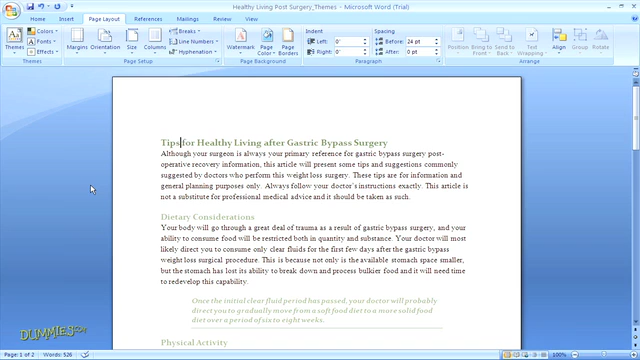 Healthy Living Post Surgery_Themes - Microsoft Word (Trial)
Home Insert Page Layout References Mailings Review View
Themes Colors Fonts Effects
Margins Orientation Size Columns Breaks Line Numbers Hyphenation
Watermark Page Color Page Borders
Indent Left: 0" Right: 0"
Spacing Before: 24 pt After: 0 pt
Position Bring to Front Send to Back Text Wrapping Align Group Rotate
Themes Page Setup Page Background Paragraph Arrange
Tips for Healthy Living after Gastric Bypass Surgery
Although your surgeon is always your primary reference for gastric bypass surgery post-
operative recovery information, this article will present some tips and suggestions commonly
suggested by doctors who perform this weight loss surgery. These tips are for information and
general planning purposes only. Always follow your doctor's instructions exactly. This article is
not a substitute for professional medical advice and it should be taken as such.
Dietary Considerations
Your body will go through a great deal of trauma as a result of gastric bypass surgery, and your
ability to consume food will be restricted both in quantity and substance. Your doctor will most
likely direct you to consume only clear fluids for the first few days after the gastric bypass
weight loss surgical procedure. This is because not only is the available stomach space smaller,
but the stomach has lost its ability to break down and process bulkier food and it will need time
to redevelop this capability.
Once the initial clear fluid period has passed, your doctor will probably
direct you to gradually move from a soft food diet to a more solid food
diet over a period of six to eight weeks.
Physical Activity
DUMMIES.com
Page: 1 of 2 Words: 526 100%